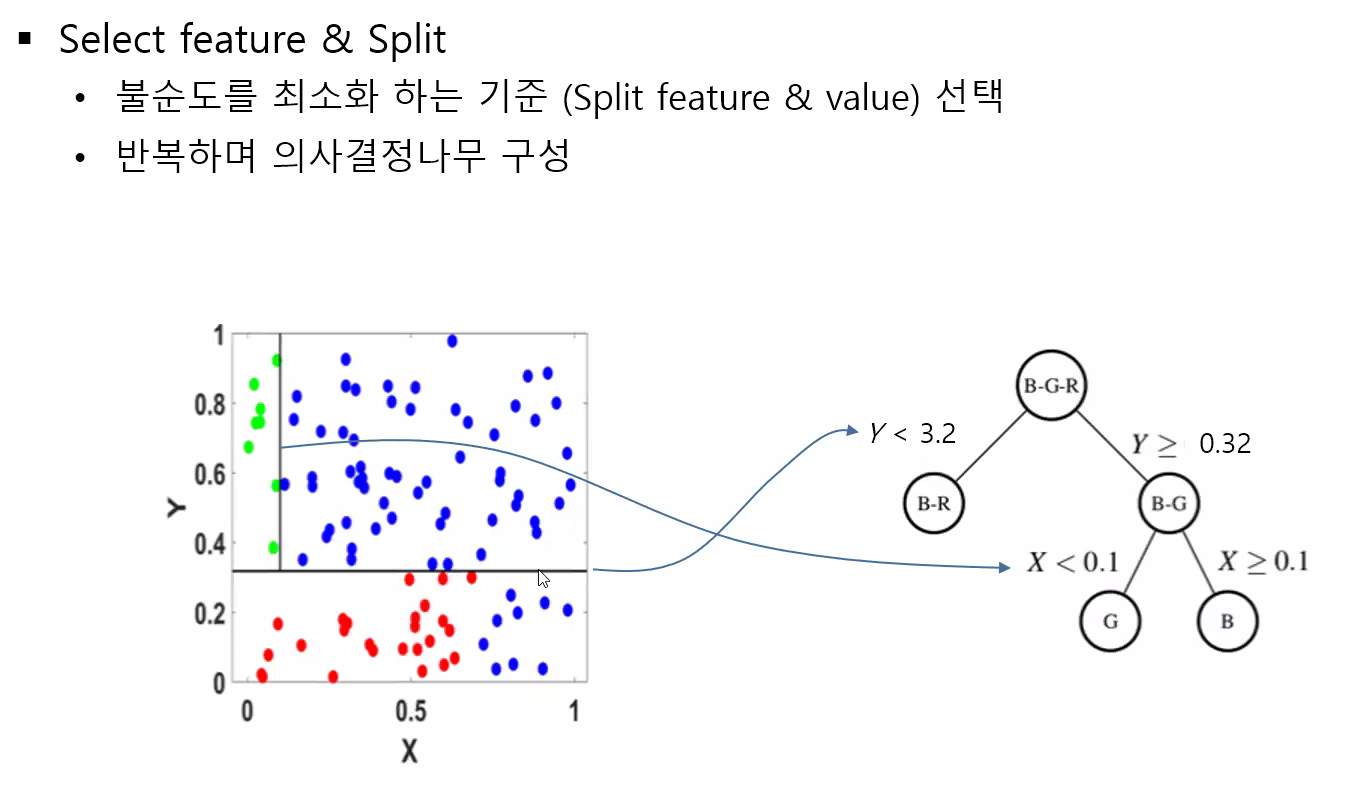 ▪ Select feature & Split
• 불순도를 최소화 하는 기준 (Split feature & value) 선택
• 반복하며 의사결정나무 구성
1
0.8
0.6
0.4
0.2
0
Y
0 0.5 1
X
B-G-R
Y < 3.2
Y ≥ 0.32
B-R
B-G
X < 0.1
X ≥ 0.1
G
B